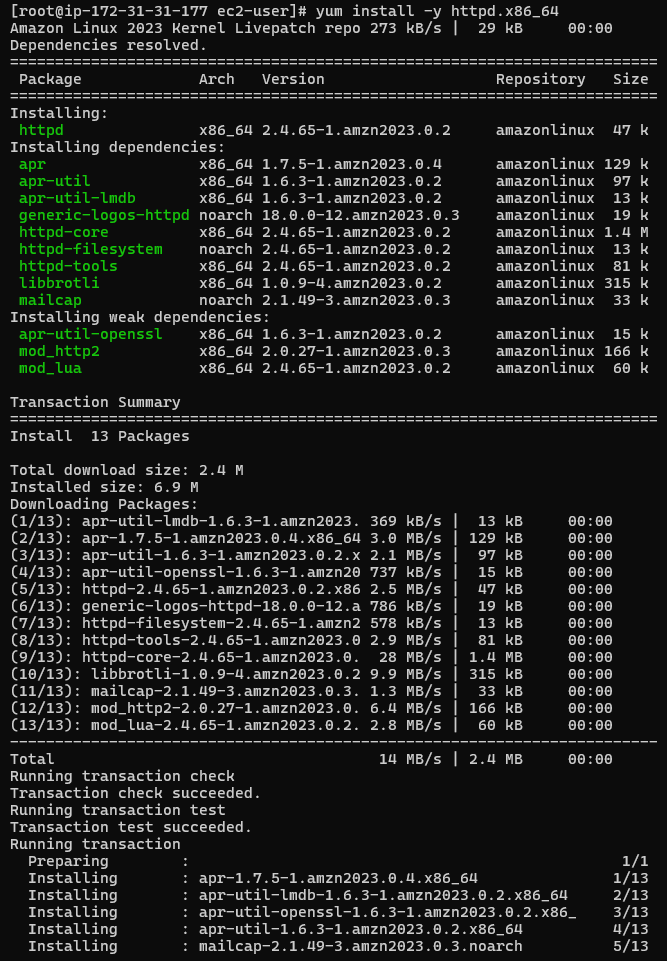 [root@ip-172-31-31-177 ec2-user]# yum install -y httpd.x86_64
Amazon Linux 2023 Kernel Livepatch repo 273 kB/s |  29 kB     00:00
Dependencies resolved.
========================================================================
 Package             Arch   Version                   Repository   Size
========================================================================
Installing:
 httpd               x86_64 2.4.65-1.amzn2023.0.2     amazonlinux  47 k
Installing dependencies:
 apr                 x86_64 1.7.5-1.amzn2023.0.4      amazonlinux 129 k
 apr-util            x86_64 1.6.3-1.amzn2023.0.2      amazonlinux  97 k
 apr-util-lmdb       x86_64 1.6.3-1.amzn2023.0.2      amazonlinux  13 k
 generic-logos-httpd noarch 18.0.0-12.amzn2023.0.3    amazonlinux  19 k
 httpd-core          x86_64 2.4.65-1.amzn2023.0.2     amazonlinux 1.4 M
 httpd-filesystem    noarch 2.4.65-1.amzn2023.0.2     amazonlinux  13 k
 httpd-tools         x86_64 2.4.65-1.amzn2023.0.2     amazonlinux  81 k
 libbrotli           x86_64 1.0.9-4.amzn2023.0.2      amazonlinux 315 k
 mailcap             noarch 2.1.49-3.amzn2023.0.3     amazonlinux  33 k
Installing weak dependencies:
 apr-util-openssl    x86_64 1.6.3-1.amzn2023.0.2      amazonlinux  15 k
 mod_http2           x86_64 2.0.27-1.amzn2023.0.3     amazonlinux 166 k
 mod_lua             x86_64 2.4.65-1.amzn2023.0.2     amazonlinux  60 k

Transaction Summary
========================================================================
Install  13 Packages

Total download size: 2.4 M
Installed size: 6.9 M
Downloading Packages:
(1/13): apr-util-lmdb-1.6.3-1.amzn2023. 369 kB/s |  13 kB     00:00
(2/13): apr-1.7.5-1.amzn2023.0.4.x86_64 3.0 MB/s | 129 kB     00:00
(3/13): apr-util-1.6.3-1.amzn2023.0.2.x 2.1 MB/s |  97 kB     00:00
(4/13): apr-util-openssl-1.6.3-1.amzn20 737 kB/s |  15 kB     00:00
(5/13): httpd-2.4.65-1.amzn2023.0.2.x86 2.5 MB/s |  47 kB     00:00
(6/13): generic-logos-httpd-18.0.0-12.a 786 kB/s |  19 kB     00:00
(7/13): httpd-filesystem-2.4.65-1.amzn2 578 kB/s |  13 kB     00:00
(8/13): httpd-tools-2.4.65-1.amzn2023.0 2.9 MB/s |  81 kB     00:00
(9/13): httpd-core-2.4.65-1.amzn2023.0.  28 MB/s | 1.4 MB     00:00
(10/13): libbrotli-1.0.9-4.amzn2023.0.2 9.9 MB/s | 315 kB     00:00
(11/13): mailcap-2.1.49-3.amzn2023.0.3. 1.3 MB/s |  33 kB     00:00
(12/13): mod_http2-2.0.27-1.amzn2023.0. 6.4 MB/s | 166 kB     00:00
(13/13): mod_lua-2.4.65-1.amzn2023.0.2. 2.8 MB/s |  60 kB     00:00
------------------------------------------------------------------------
Total                                    14 MB/s | 2.4 MB     00:00
Running transaction check
Transaction check succeeded.
Running transaction test
Transaction test succeeded.
Running transaction
  Preparing        :                                                1/1
  Installing       : apr-1.7.5-1.amzn2023.0.4.x86_64               1/13
  Installing       : apr-util-lmdb-1.6.3-1.amzn2023.0.2.x86_64     2/13
  Installing       : apr-util-openssl-1.6.3-1.amzn2023.0.2.x86_    3/13
  Installing       : apr-util-1.6.3-1.amzn2023.0.2.x86_64          4/13
  Installing       : mailcap-2.1.49-3.amzn2023.0.3.noarch          5/13